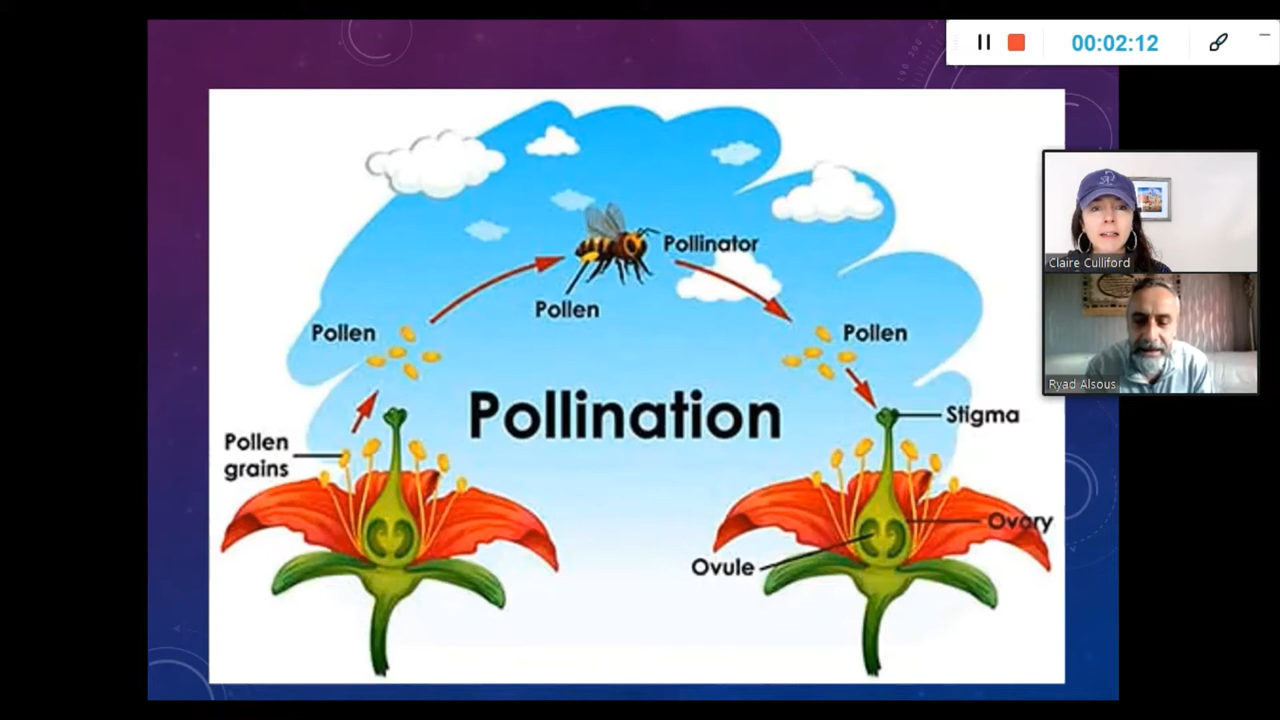 00:02:12
Claire Culliford
Ryad Alsous
Pollinator
Pollen
Pollen
Pollen
Pollination
Stigma
Pollen
grains
Ovary
Ovule